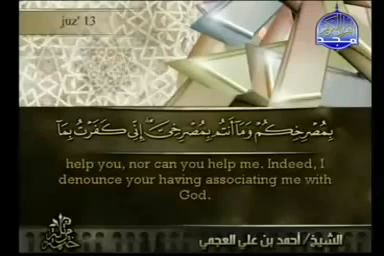 juz' 13
بِمُصْرِخِكُمْ وَمَا أَنتُم بِمُصْرِخِيَّ ۖ إِنِّي كَفَرْتُ بِمَا
help you, nor can you help me. Indeed, I
denounce your having associating me with
God.
الشيخ/ أحمد بن علي العجمي